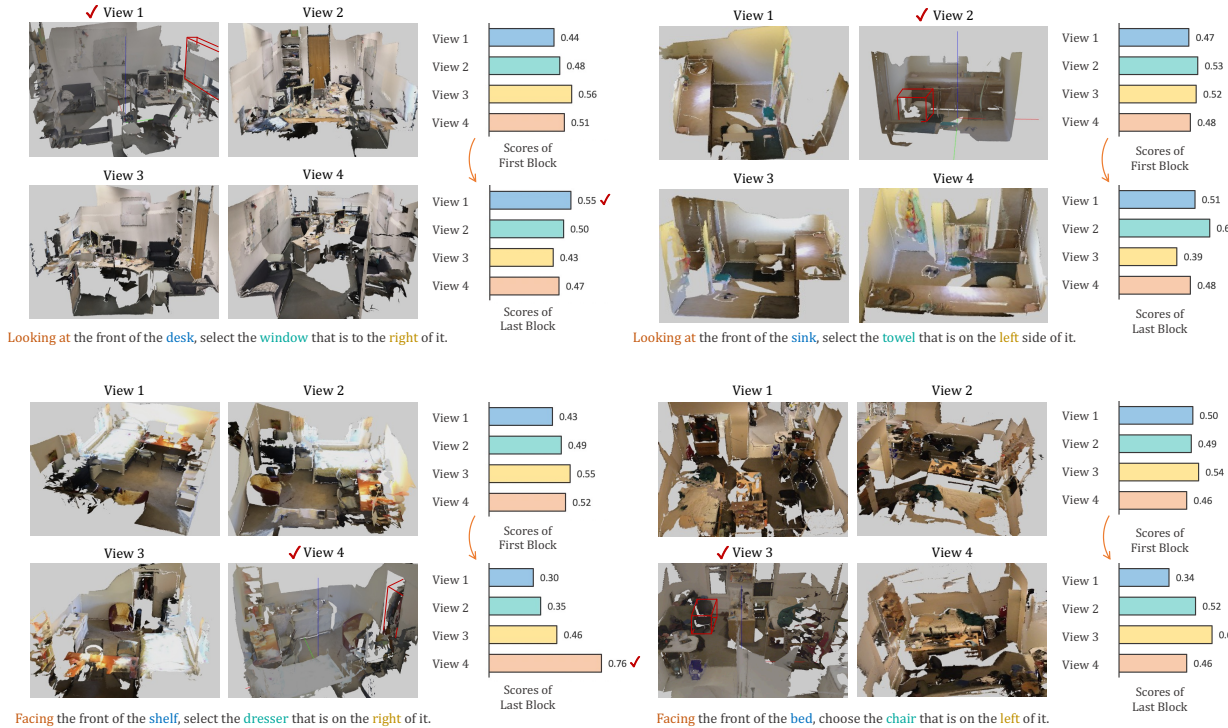 View 1
View 2
View 1 0.44
View 2 0.48
View 3 0.56
View 4 0.51
Scores of
First Block
View 3
View 4
View 1 0.55
View 2 0.50
View 3 0.43
View 4 0.47
Scores of
Last Block
Looking at the front of the desk, select the window that is to the right of it.
View 1
View 2
View 1 0.47
View 2 0.53
View 3 0.52
View 4 0.48
Scores of
First Block
View 3
View 4
View 1 0.51
View 2
View 3 0.39
View 4 0.48
Scores of
Last Block
Looking at the front of the sink, select the towel that is on the left side of it.
View 1
View 2
View 1 0.43
View 2 0.49
View 3 0.55
View 4 0.52
Scores of
First Block
View 3
View 4
View 1 0.30
View 2 0.35
View 3 0.46
View 4 0.76
Scores of
Last Block
Facing the front of the shelf, select the dresser that is on the right of it.
View 1
View 2
View 1 0.50
View 2 0.49
View 3 0.54
View 4 0.46
Scores of
First Block
View 3
View 4
View 1 0.34
View 2 0.52
View 3
View 4 0.46
Scores of
Last Block
Facing the front of the bed, choose the chair that is on the left of it.